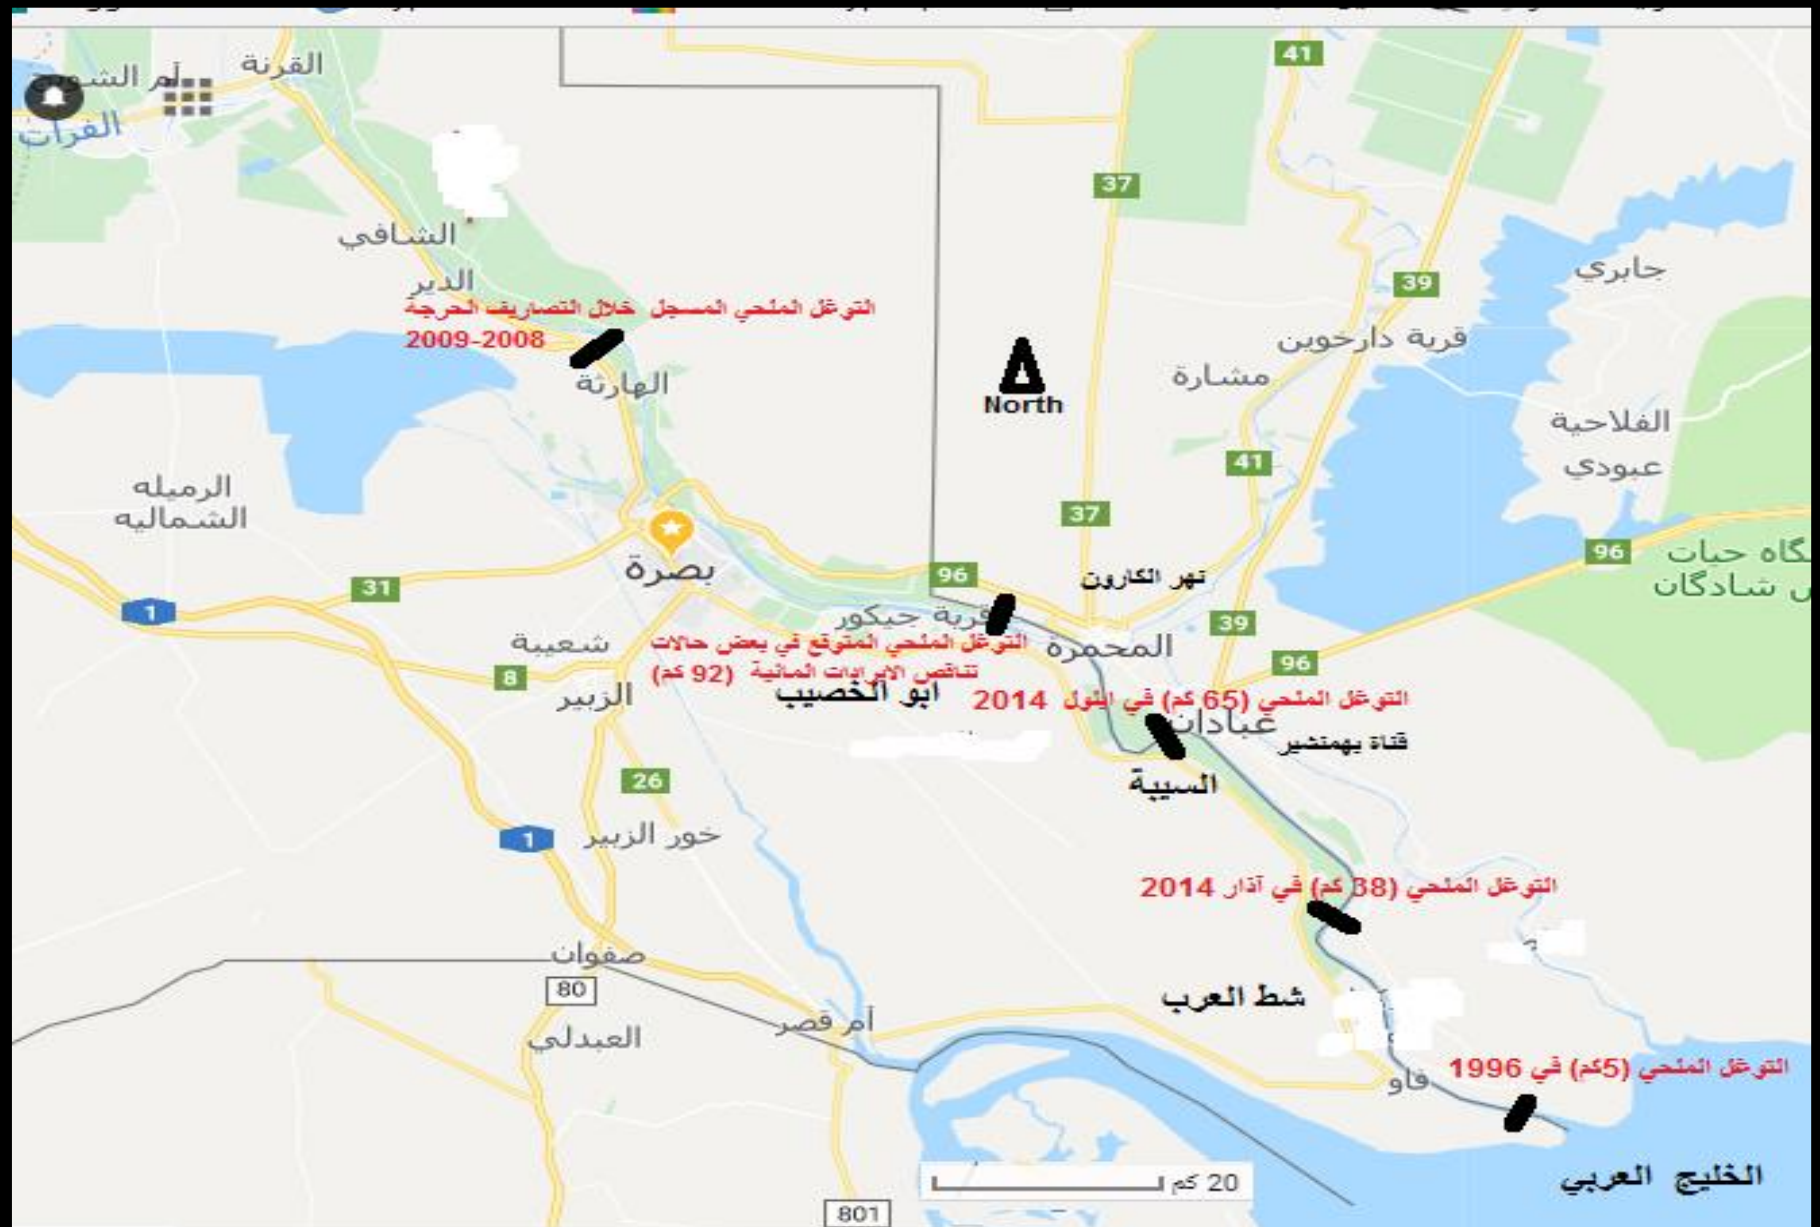 القرنة
أم الشويج
الفرات
41
37
الشافي
الدير
التوغل الملحي المسجل خلال التصاريف الحرجة
2009-2008
الهارثة
39
جابري
قرية دارخوين
مشارة
North
الفلاحية
عبودي
41
الرميله
الشماليه
37
بصرة
96
96
گاه حيات
ش شادگان
31
1
نهر الكارون
قرية جيكور
39
المحمرة
شعيبة
التوغل الملحي المتوقع في بعض حالات
تناقص الايرادات المائية (92 كم)
96
8
الزبير
ابو الخصيب
التوغل الملحي (65 كم) في ايلول 2014
عبادان
قناة بهمنشير
السيبة
26
1
خور الزبير
التوغل الملحي (38 كم) في آذار 2014
صفوان
80
شط العرب
أم قصر
العبدلي
التوغل الملحي (5كم) في 1996
فاو
الخليج العربي
20 كم
801